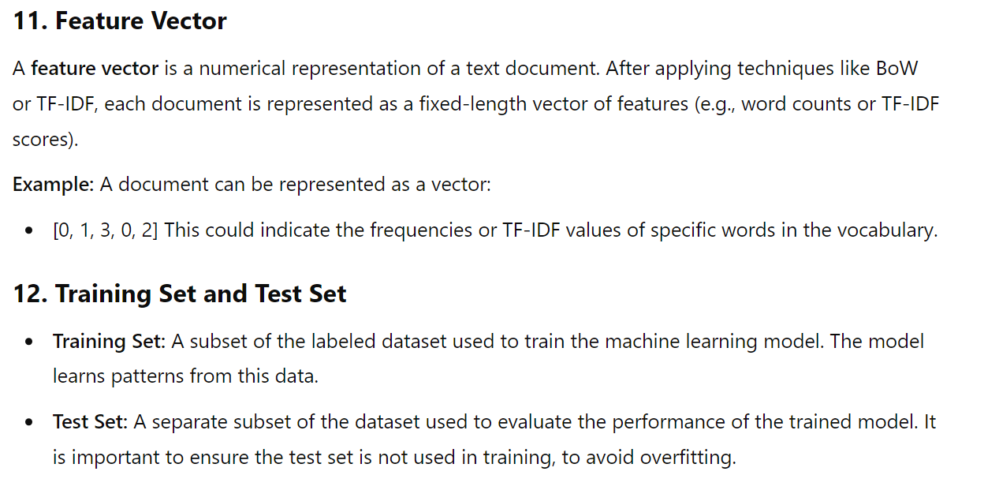 11. Feature Vector
A feature vector is a numerical representation of a text document. After applying techniques like BoW
or TF-IDF, each document is represented as a fixed-length vector of features (e.g., word counts or TF-IDF
scores).
Example: A document can be represented as a vector:
• [0, 1, 3, 0, 2] This could indicate the frequencies or TF-IDF values of specific words in the vocabulary.
12. Training Set and Test Set
• Training Set: A subset of the labeled dataset used to train the machine learning model. The model
learns patterns from this data.
• Test Set: A separate subset of the dataset used to evaluate the performance of the trained model. It
is important to ensure the test set is not used in training, to avoid overfitting.